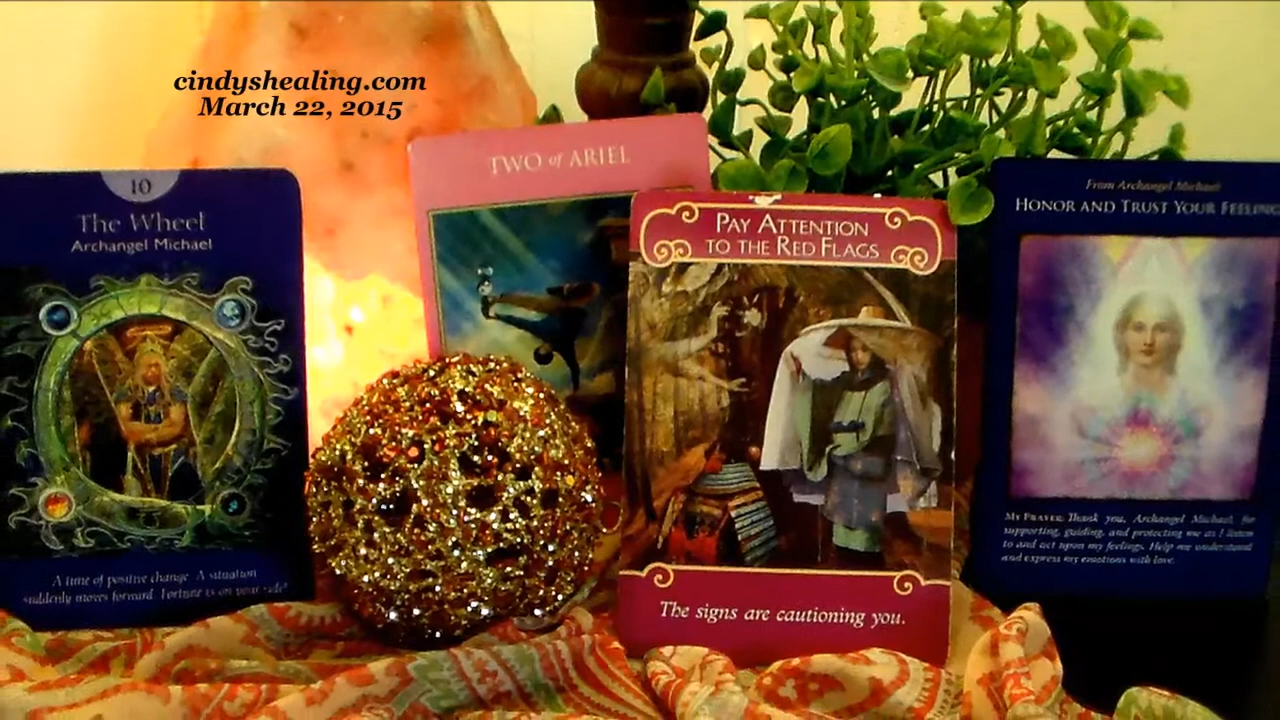 cindyshealing.com
March 22, 2015
10
The Wheel
Archangel Michael
A time of positive change. A situation
suddenly moves forward. Fortune is on your side!
TWO of ARIEL
PAY ATTENTION
TO THE RED FLAGS
The signs are cautioning you.
From Archangel Michael:
HONOR AND TRUST YOUR FEELING
MY PRAYER: Thank you, Archangel Michael, for
supporting, guiding, and protecting me as I listen
to and act upon my feelings. Help me understand
and express my emotions with love.